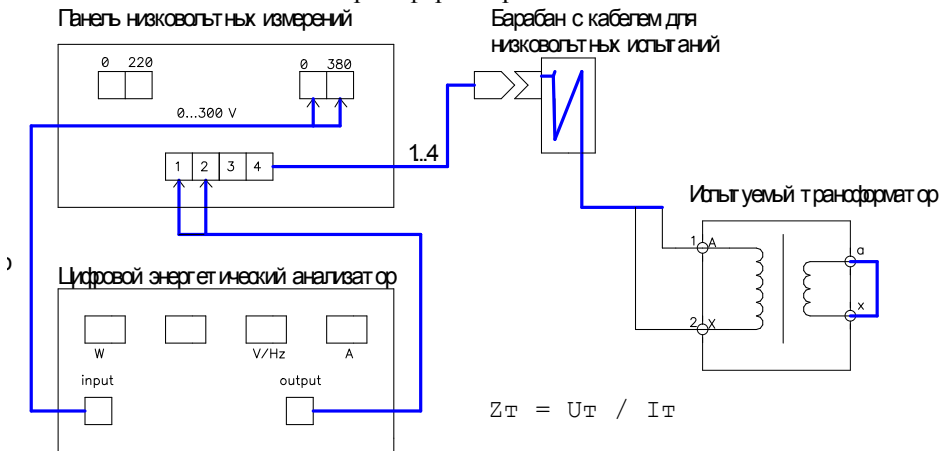 Панель низковольтных измерений
Барабан с кабелем для
низковольтных испытаний
0 220
0 380
0...300 V
1 2 3 4
1..4
Испытуемый трансформатор
1 A
a
2 X
x
Цифровой энергетический анализатор
W
V/Hz
A
input
output
Zт = Uт / Iт